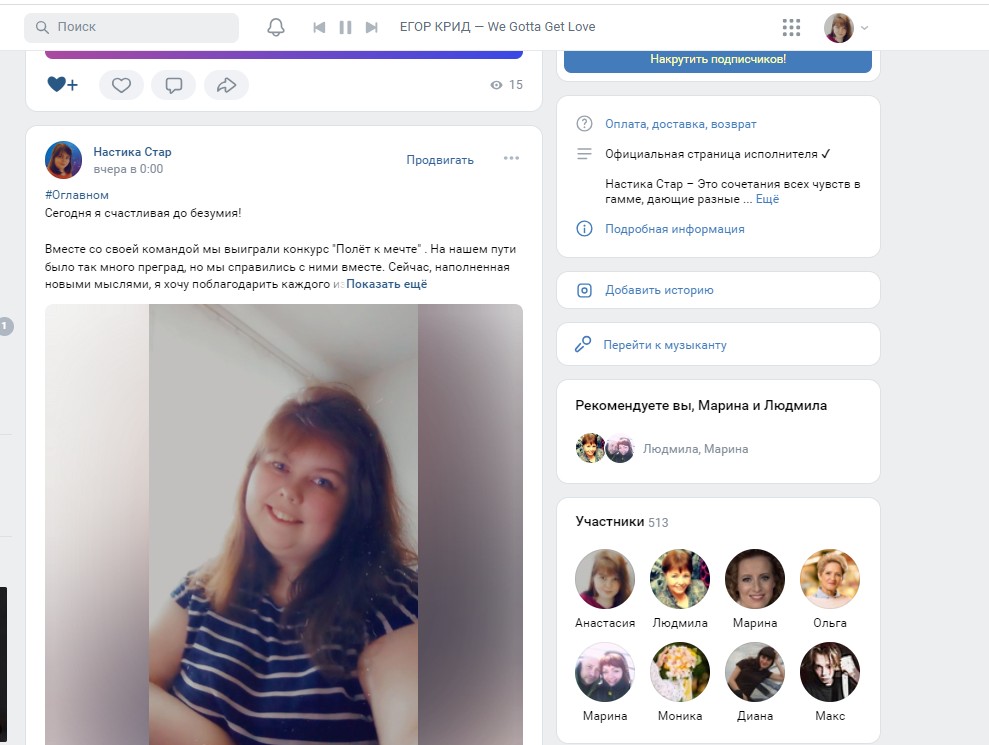 Поиск
ЕГОР КРИД — We Gotta Get Love
15
Настика Стар
вчера в 0:00
Продвигать
#Оглавном
Сегодня я счастливая до безумия!
Вместе со своей командой мы выиграли конкурс "Полёт к мечте" . На нашем пути
было так много преград, но мы справились с ними вместе. Сейчас, наполненная
новыми мыслями, я хочу поблагодарить каждого из Показать ещё
1
Накрутить подписчиков!
Оплата, доставка, возврат
Официальная страница исполнителя ✓
Настика Стар – Это сочетания всех чувств в
гамме, дающие разные ... Ещё
Подробная информация
Добавить историю
Перейти к музыканту
Рекомендуете вы, Марина и Людмила
Людмила, Марина
Участники 513
Анастасия Людмила Марина Ольга
Марина Моника Диана Макс